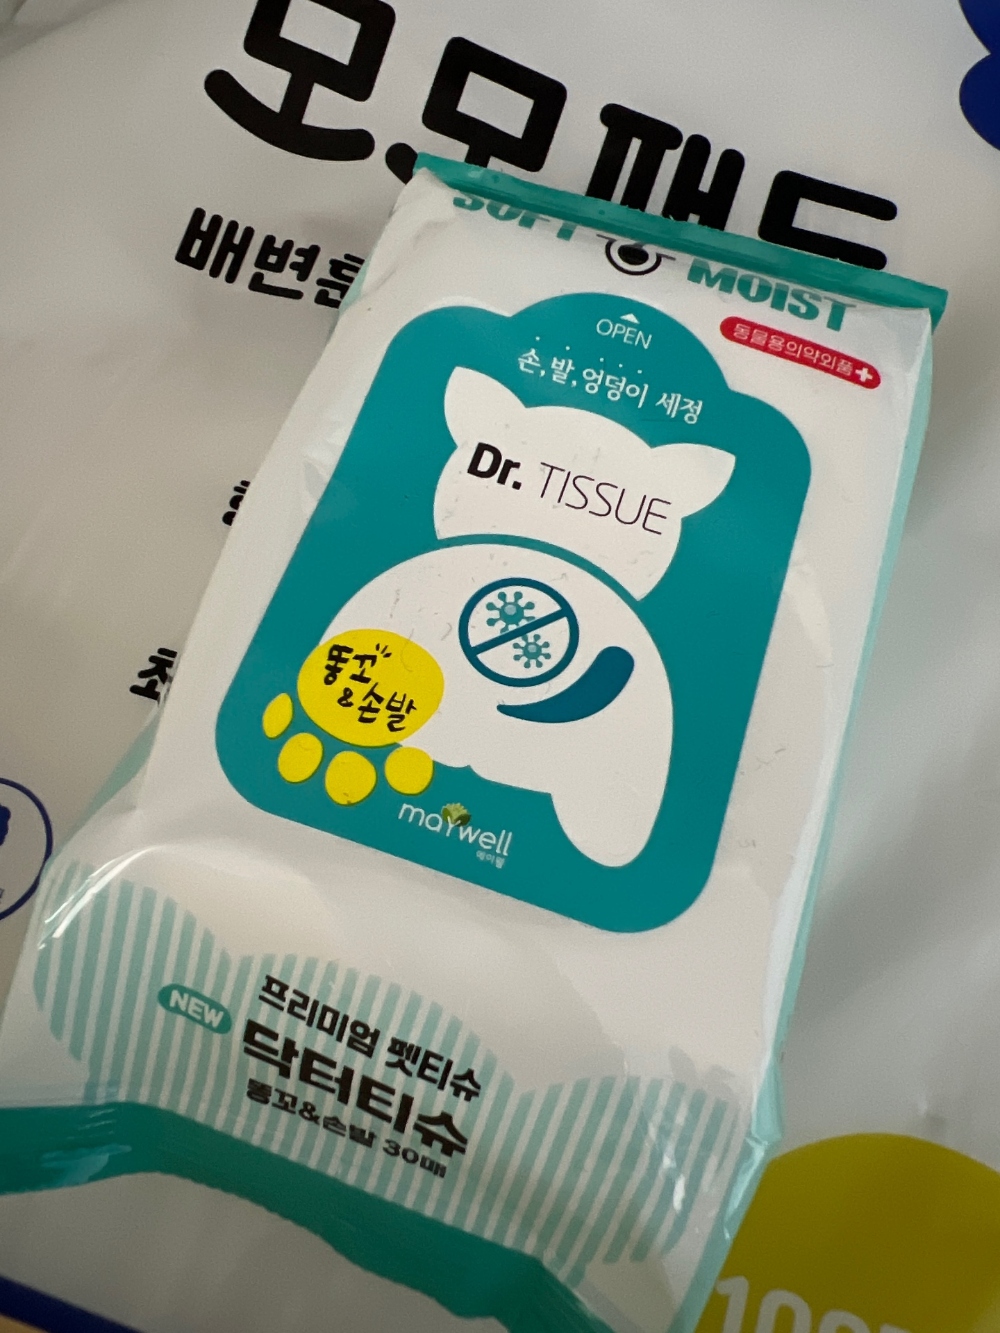 모모패드
배변훈
SOFT
MOIST
OPEN
동물용의약외품
손,발,엉덩이 세정
Dr. TISSUE
똥꼬
&손발
maywell
메이웰
NEW
프리미엄 펫티슈
닥터티슈
똥꼬&손발 30매